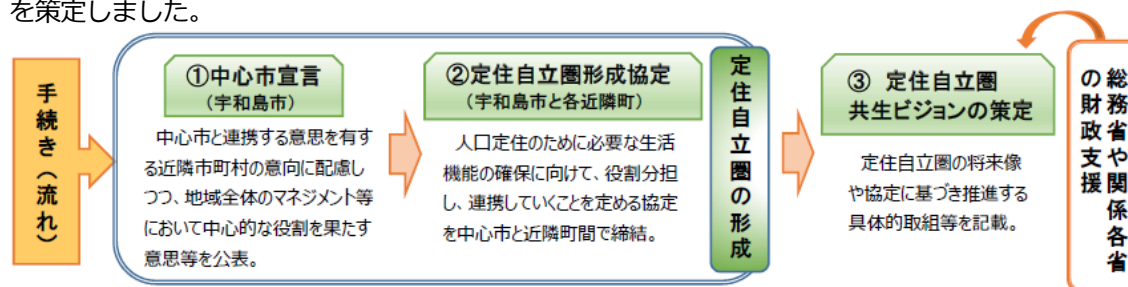 を策定しました。
手続き（流れ）
①中心市宣言
（宇和島市）
中心市と連携する意思を有す
る近隣市町村の意向に配慮し
つつ、地域全体のマネジメント等
において中心的な役割を果たす
意思等を公表。
②定住自立圏形成協定
（宇和島市と各近隣町）
人口定住のために必要な生活
機能の確保に向けて、役割分担
し、連携していくことを定める協定
を中心市と近隣町間で締結。
定住自立圏の形成
③ 定住自立圏
共生ビジョンの策定
定住自立圏の将来像
や協定に基づき推進する
具体的取組等を記載。
総務省や関係各省
の財政支援